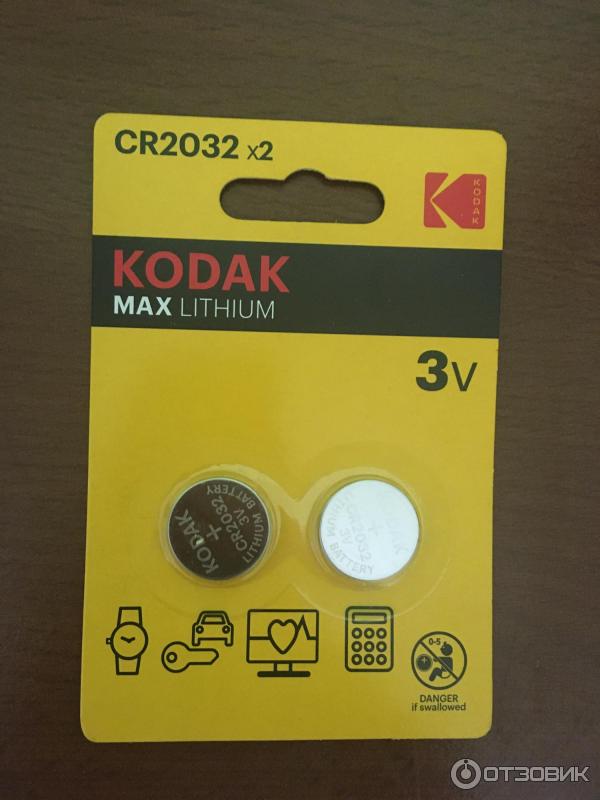 CR2032 x2
KODAK
KODAK
MAX LITHIUM
3V
KODAK
CR2032
3V
+
LITHIUM BATTERY
KODAK
+
CR2032
3V
LITHIUM BATTERY
0-5
DANGER
if swallowed
ОТЗОВИК